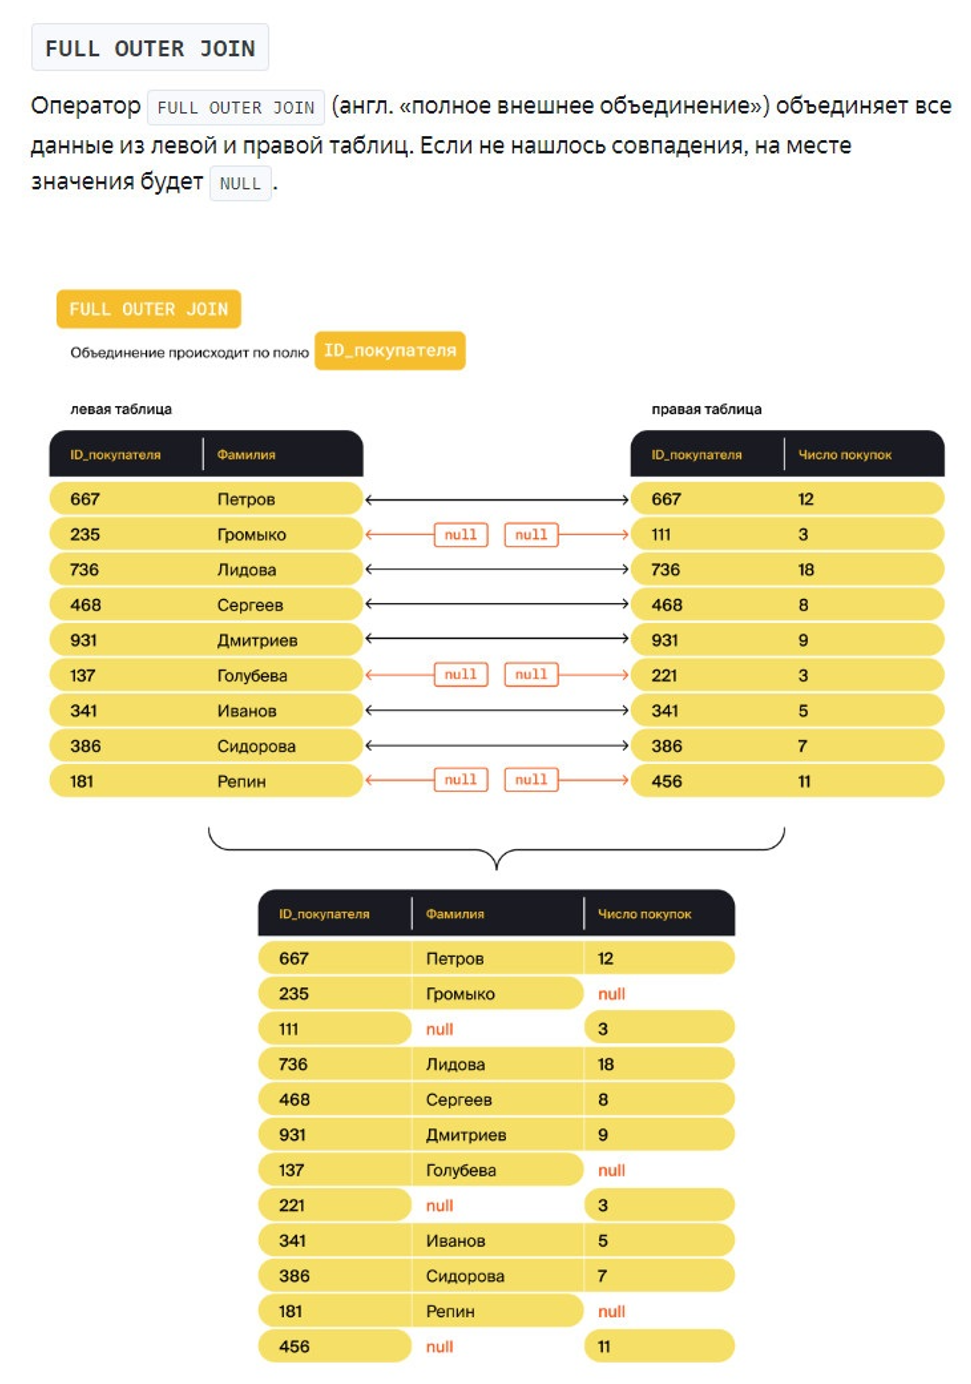 FULL OUTER JOIN
Оператор FULL OUTER JOIN (англ. «полное внешнее объединение») объединяет все
данные из левой и правой таблиц. Если не нашлось совпадения, на месте
значения будет NULL.
FULL OUTER JOIN
Объединение происходит по полю ID_покупателя
левая таблица правая таблица
ID_покупателя Фамилия ID_покупателя Число покупок
667 Петров 667 12
235 Громыко null null 111 3
736 Лидова 736 18
468 Сергеев 468 8
931 Дмитриев 931 9
137 Голубева null null 221 3
341 Иванов 341 5
386 Сидорова 386 7
181 Репин null null 456 11
ID_покупателя Фамилия Число покупок
667 Петров 12
235 Громыко null
111 null 3
736 Лидова 18
468 Сергеев 8
931 Дмитриев 9
137 Голубева null
221 null 3
341 Иванов 5
386 Сидорова 7
181 Репин null
456 null 11